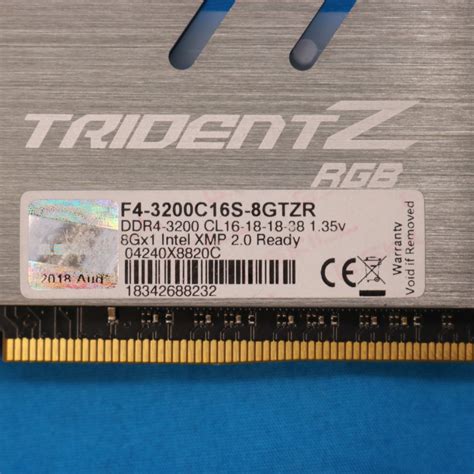 TRIDENTZ
RGB
F4-3200C16S-8GTZR
DDR4-3200 CL16-18-18-38 1.35v
8Gx1 Intel XMP 2.0 Ready
04240X8820C
2018 Aug
18342688232
CE
Warranty
Void if Removed